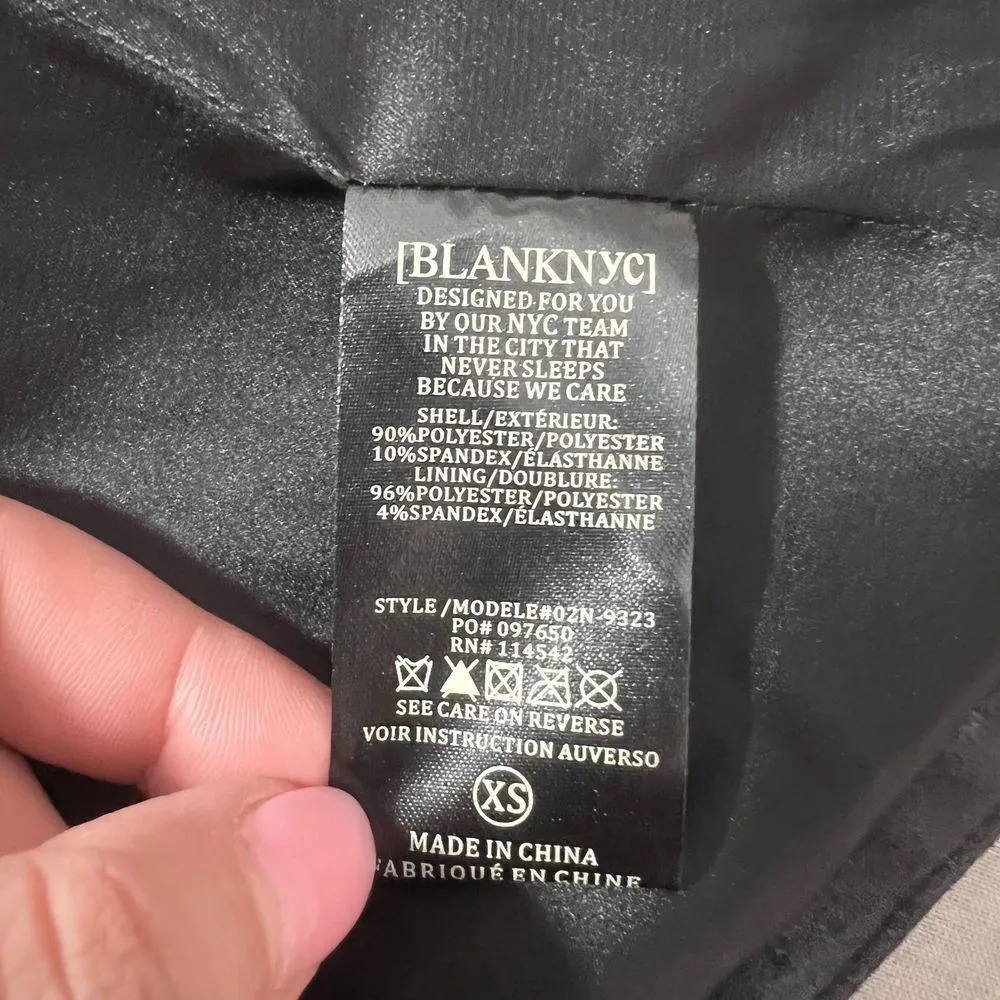 [BLANKNYC]
DESIGNED FOR YOU
BY OUR NYC TEAM
IN THE CITY THAT
NEVER SLEEPS
BECAUSE WE CARE
SHELL/EXTÉRIEUR:
90%POLYESTER/POLYESTER
10%SPANDEX/ÉLASTHANNE
LINING/DOUBLURE:
96%POLYESTER/POLYESTER
4%SPANDEX/ÉLASTHANNE
STYLE/MODELE#02N-9323
PO# 097650
RN# 114542
SEE CARE ON REVERSE
VOIR INSTRUCTION AUVERSO
XS
MADE IN CHINA
FABRIQUÉ EN CHINE